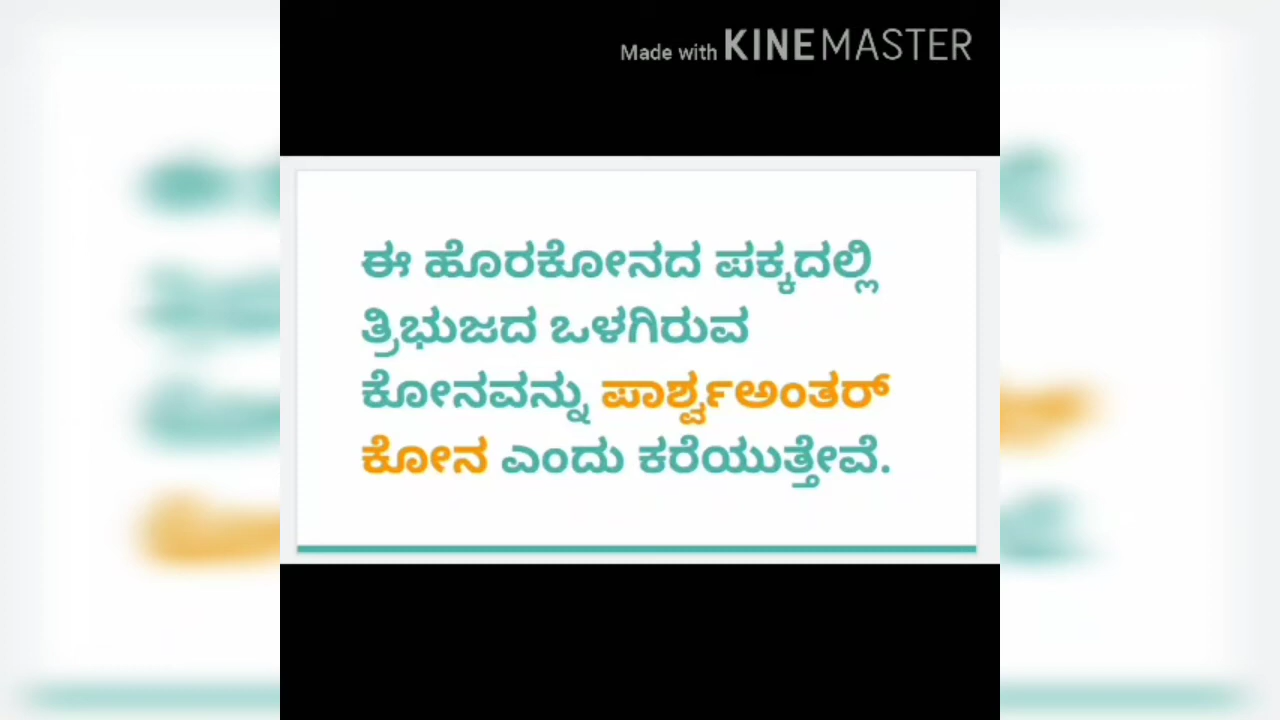 Made with KINEMASTER
ಈ ಹೊರಕೋನದ ಪಕ್ಕದಲ್ಲಿ
ತ್ರಿಭುಜದ ಒಳಗಿರುವ
ಕೋನವನ್ನು ಪಾರ್ಶ್ವಅಂತರ್
ಕೋನ ಎಂದು ಕರೆಯುತ್ತೇವೆ.